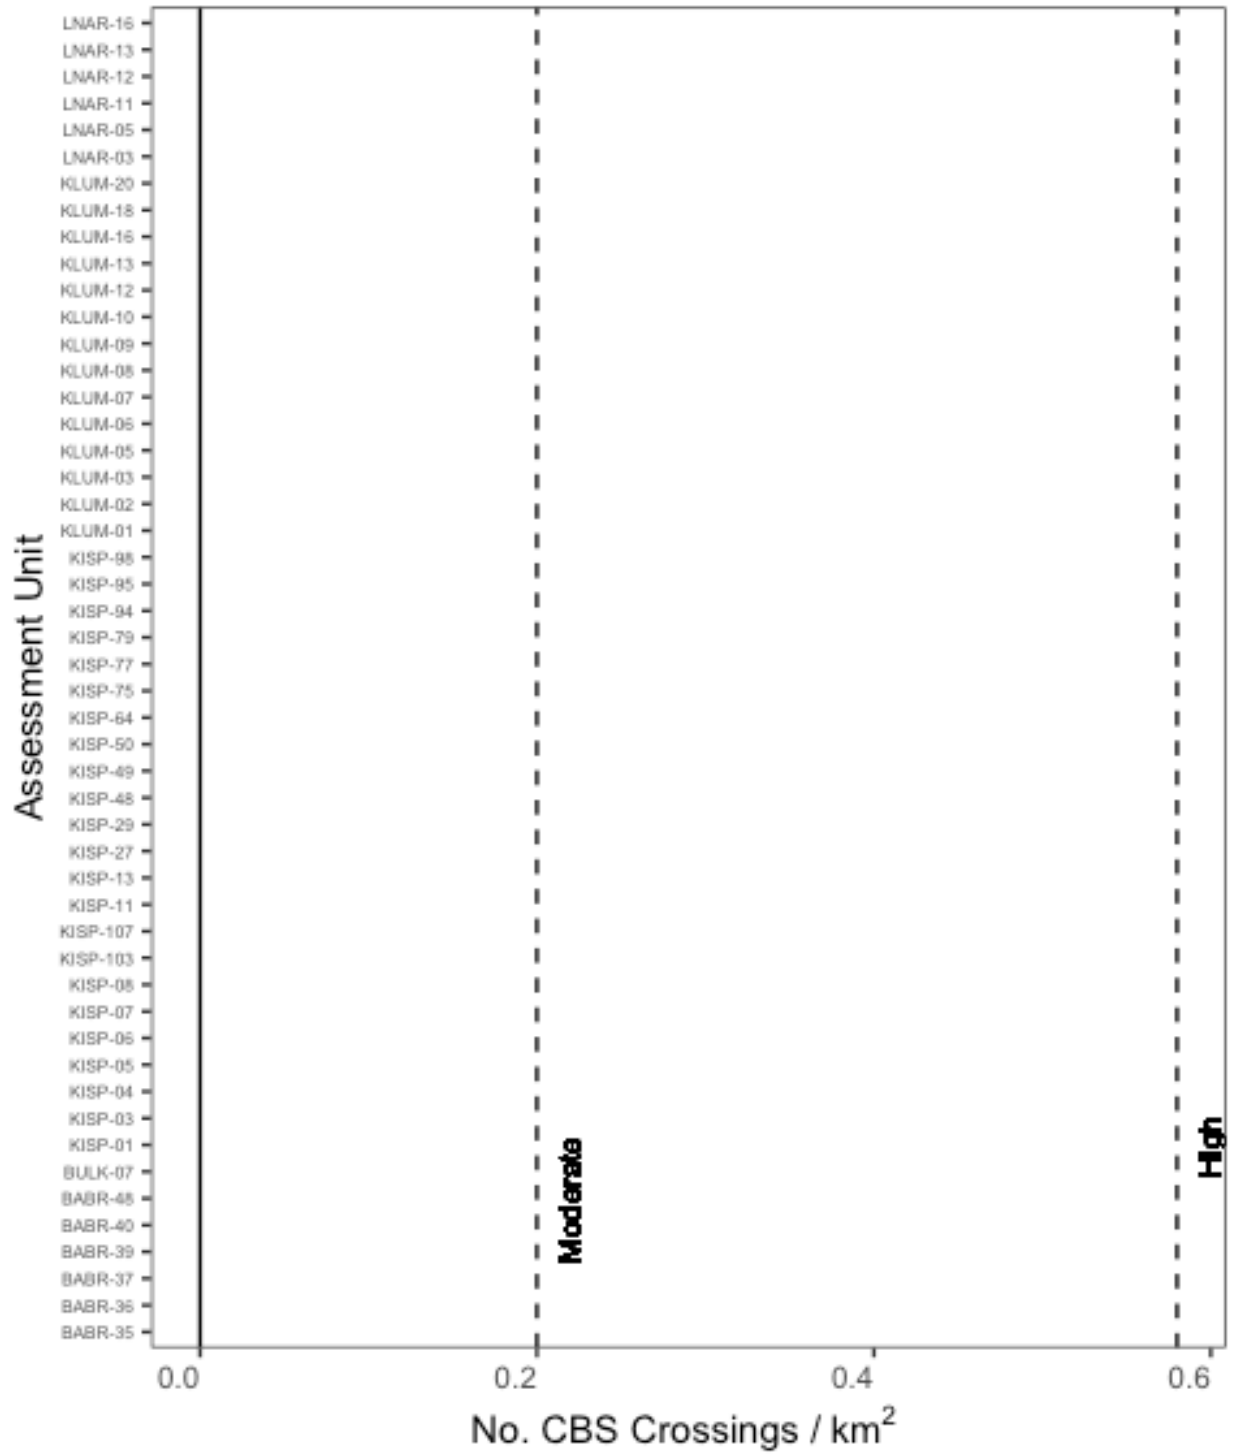 LNAR-16
LNAR-13
LNAR-12
LNAR-11
LNAR-05
LNAR-03
KLUM-20
KLUM-18
KLUM-16
KLUM-13
KLUM-12
KLUM-10
KLUM-09
KLUM-08
KLUM-07
KLUM-06
KLUM-05
KLUM-03
KLUM-02
KLUM-01
KISP-98
KISP-95
KISP-94
KISP-79
KISP-77
KISP-75
KISP-64
KISP-50
KISP-49
KISP-48
KISP-29
KISP-27
KISP-13
KISP-11
KISP-107
KISP-103
KISP-08
KISP-07
KISP-06
KISP-05
KISP-04
KISP-03
KISP-01
BULK-07
BABR-48
BABR-40
BABR-39
BABR-37
BABR-36
BABR-35
Assessment Unit
Moderate
High
0.0 0.2 0.4 0.6
No. CBS Crossings / km²